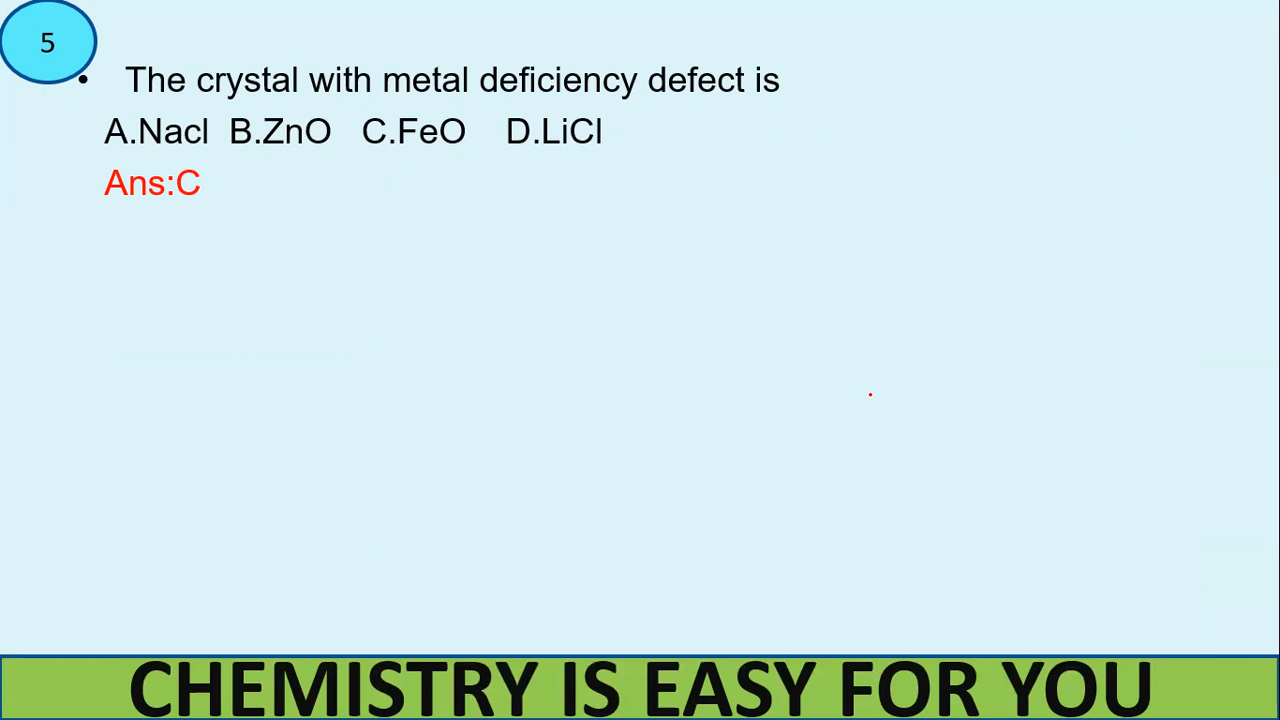 5
• The crystal with metal deficiency defect is
A.Nacl B.ZnO C.FeO D.LiCl
Ans:C
CHEMISTRY IS EASY FOR YOU